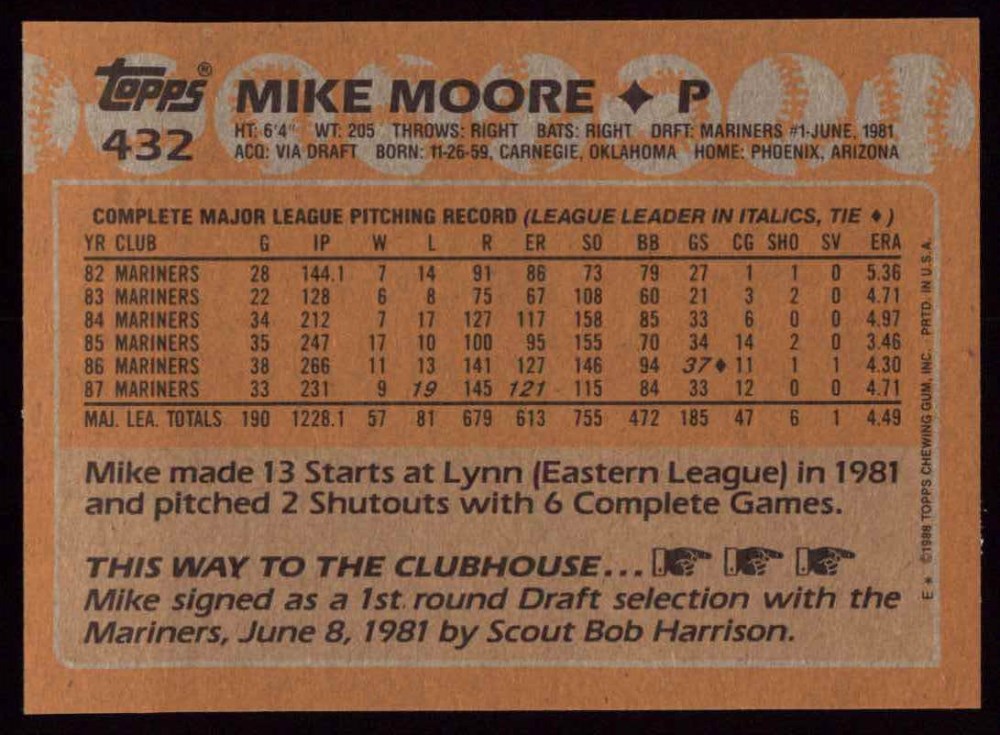 topps® MIKE MOORE ♦ P
432
HT: 6'4" WT: 205 THROWS: RIGHT BATS: RIGHT DRFT: MARINERS #1-JUNE, 1981
ACQ: VIA DRAFT BORN: 11-26-59, CARNEGIE, OKLAHOMA HOME: PHOENIX, ARIZONA
COMPLETE MAJOR LEAGUE PITCHING RECORD (LEAGUE LEADER IN ITALICS, TIE ♦)
YR CLUB G IP W L R ER SO BB GS CG SHO SV ERA
82 MARINERS 28 144.1 7 14 91 86 73 79 27 1 1 0 5.36
83 MARINERS 22 128 6 8 75 67 108 60 21 3 2 0 4.71
84 MARINERS 34 212 7 17 127 117 158 85 33 6 0 0 4.97
85 MARINERS 35 247 17 10 100 95 155 70 34 14 2 0 3.46
86 MARINERS 38 266 11 13 141 127 146 94 37♦ 11 1 1 4.30
87 MARINERS 33 231 9 19 145 121 115 84 33 12 0 0 4.71
MAJ. LEA. TOTALS 190 1228.1 57 81 679 613 755 472 185 47 6 1 4.49
Mike made 13 Starts at Lynn (Eastern League) in 1981
and pitched 2 Shutouts with 6 Complete Games.
THIS WAY TO THE CLUBHOUSE...
Mike signed as a 1st round Draft selection with the
Mariners, June 8, 1981 by Scout Bob Harrison.
E* ©1988 TOPPS CHEWING GUM, INC. PRTD. IN U.S.A.